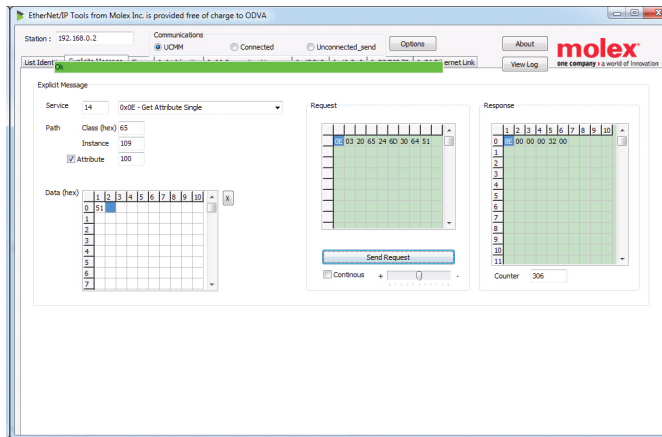 EtherNet/IP Tools from Molex Inc. is provided free of charge to ODVA
Station : 192.168.0.2
Communications
UCMM
Connected
Unconnected_send
Options
About
View Log
molex
one company › a world of innovation
List Identi
ernet Link
Ok
Explicit Message
Service 14 0x0E - Get Attribute Single
Path Class (hex) 65
Instance 109
Attribute 100
Data (hex)
1 2 3 4 5 6 7 8 9 10
X
0 51
1
2
3
4
5
6
7
Request
0E 03 20 65 24 6D 30 64 51
Send Request
Continous + -
Response
1 2 3 4 5 6 7 8 9 10
0 8E 00 00 00 32 00
1
2
3
4
5
6
7
8
9
10
11
Counter 306